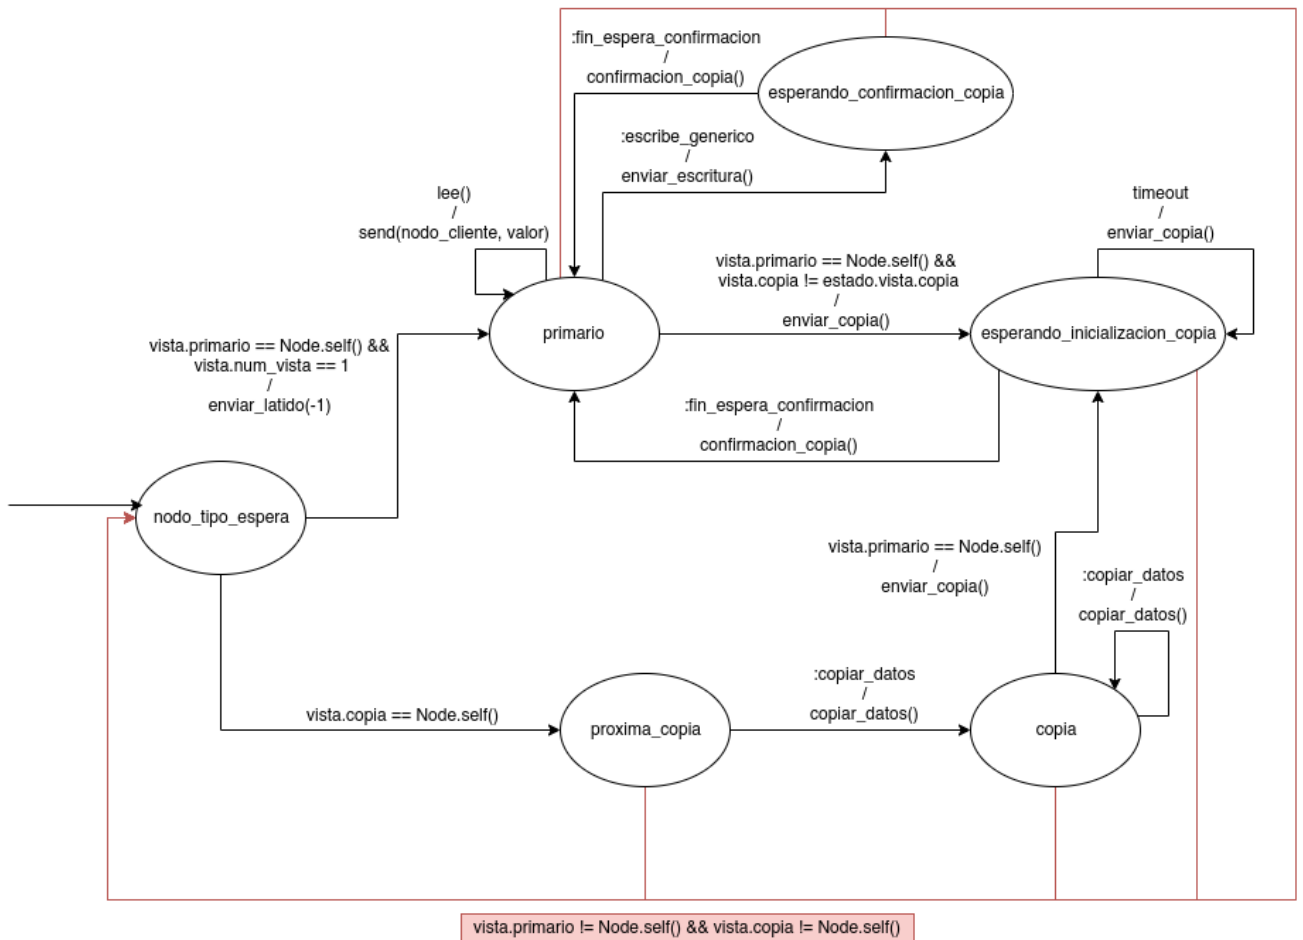 :fin_espera_confirmacion
/
confirmacion_copia()
esperando_confirmacion_copia
:escribe_generico
/
enviar_escritura()
lee()
/
send(nodo_cliente, valor)
timeout
/
enviar_copia()
vista.primario == Node.self() &&
vista.copia != estado.vista.copia
/
enviar_copia()
primario
esperando_inicializacion_copia
vista.primario == Node.self() &&
vista.num_vista == 1
/
enviar_latido(-1)
:fin_espera_confirmacion
/
confirmacion_copia()
nodo_tipo_espera
vista.primario == Node.self()
/
enviar_copia()
:copiar_datos
/
copiar_datos()
vista.copia == Node.self()
proxima_copia
:copiar_datos
/
copiar_datos()
copia
vista.primario != Node.self() && vista.copia != Node.self()